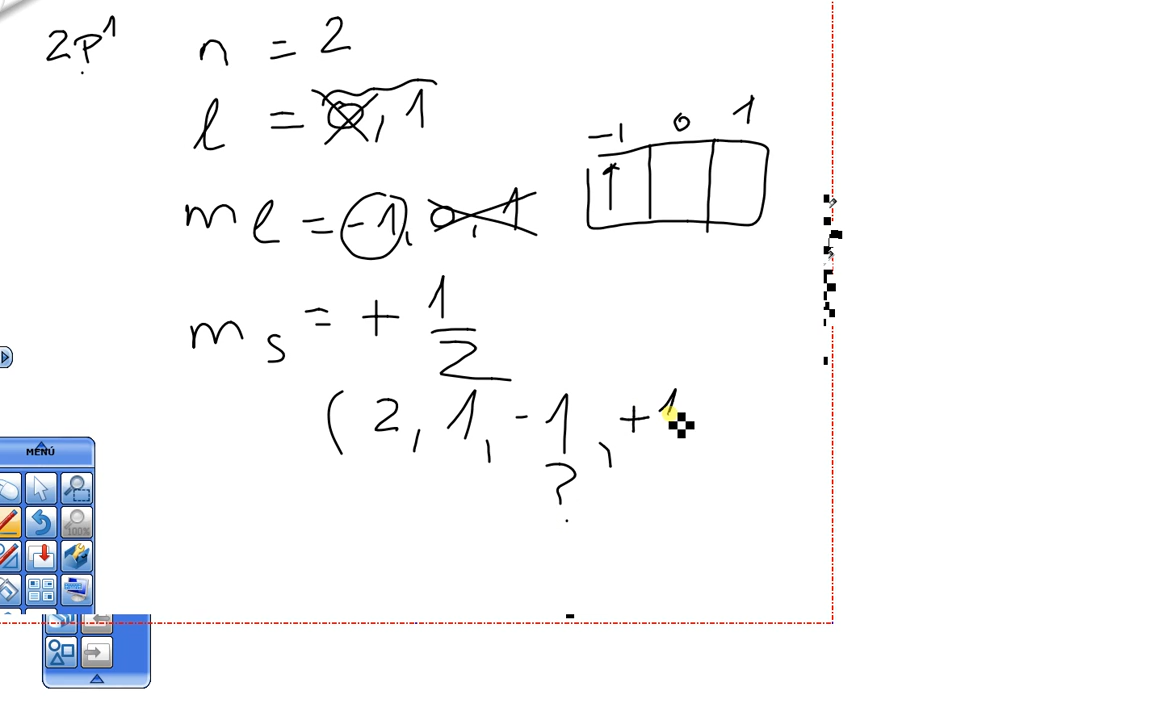 2p¹ n = 2
l = 0, 1
-1 0 1
ml = -1, 0, 1
ms = + 1/2
(2, 1, -1, +1
?
MENÚ
100%